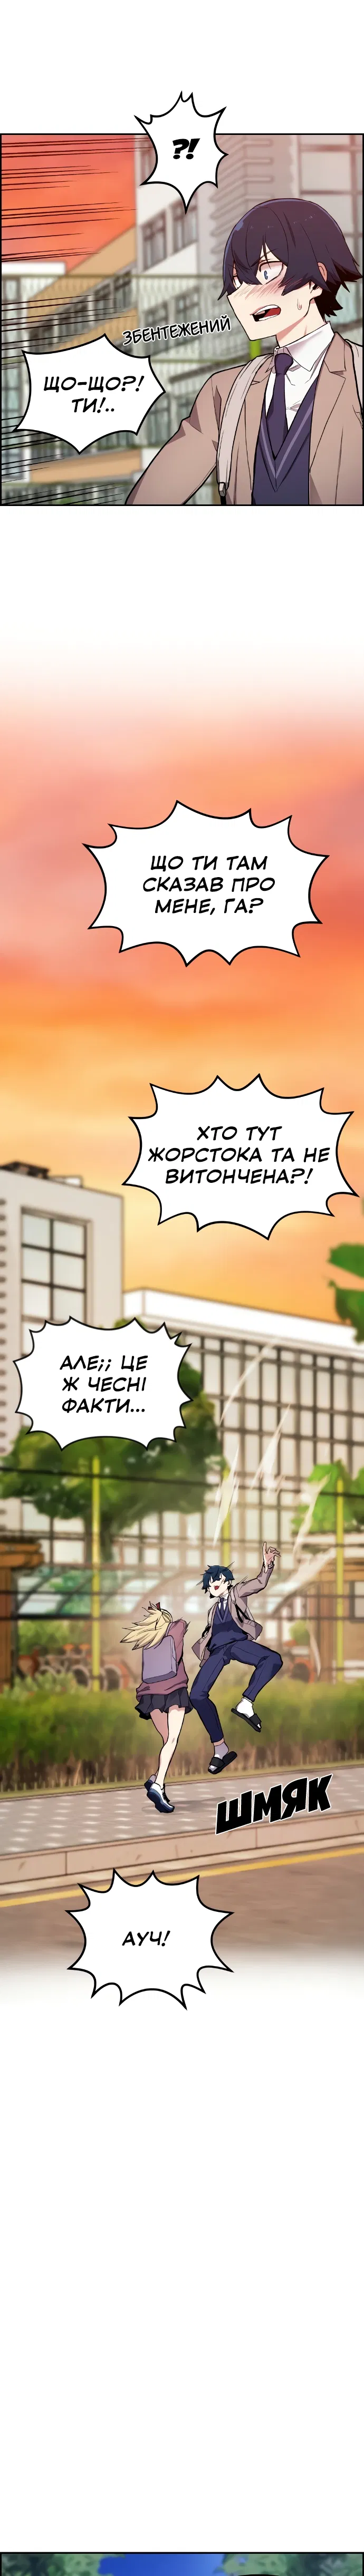 ?!
ЗБЕНТЕЖЕНИЙ
ЩО-ЩО?!
ТИ!..
ЩО ТИ ТАМ
СКАЗАВ ПРО
МЕНЕ, ГА?
ХТО ТУТ
ЖОРСТОКА ТА НЕ
ВИТОНЧЕНА?!
АЛЕ;; ЦЕ
Ж ЧЕСНІ
ФАКТИ...
ШМЯК
АУЧ!